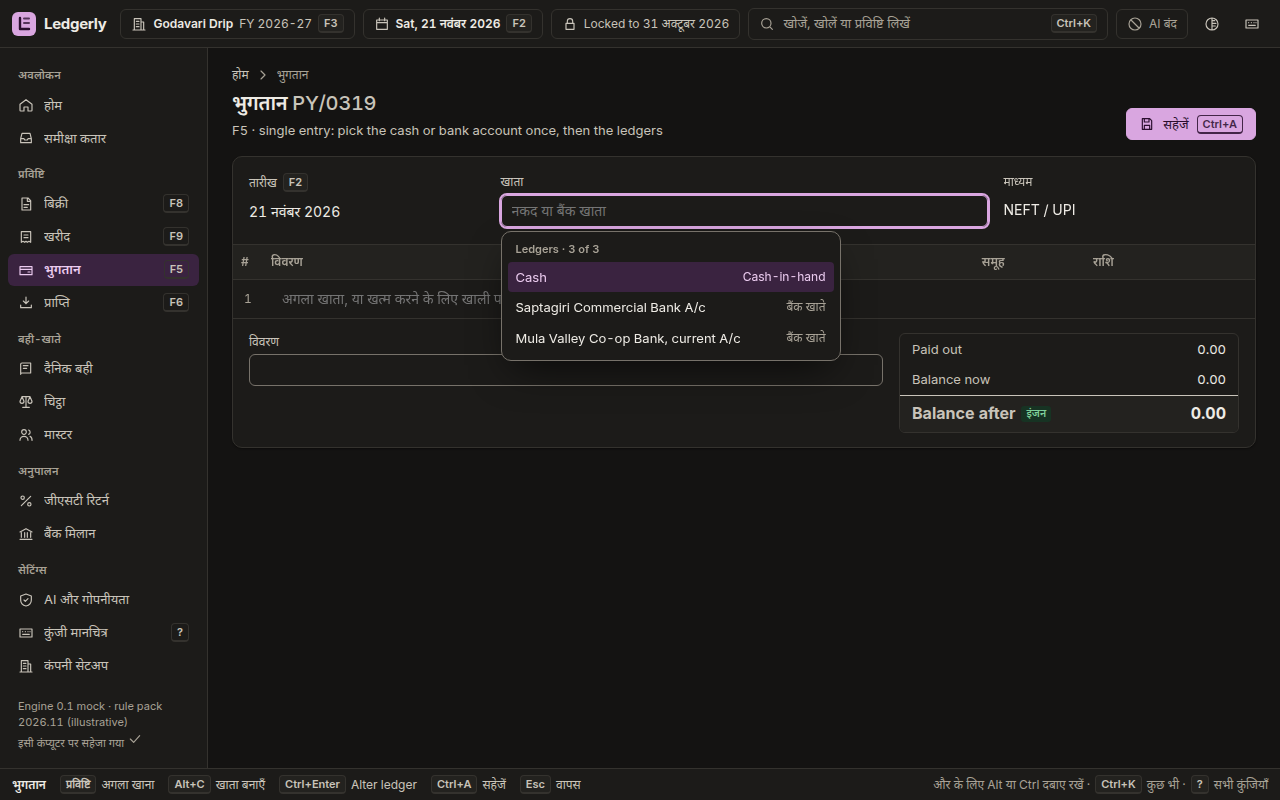 Ledgerly
Godavari Drip FY 2026-27 F3
Sat, 21 नवंबर 2026 F2
Locked to 31 अक्टूबर 2026
खोजें, खोलें या प्रविष्टि लिखें Ctrl+K
AI बंद
अवलोकन
होम
समीक्षा कतार
प्रविष्टि
बिक्री F8
खरीद F9
भुगतान F5
प्राप्ति F6
बही-खाते
दैनिक बही
चिट्ठा
मास्टर
अनुपालन
जीएसटी रिटर्न
बैंक मिलान
सेटिंग्स
AI और गोपनीयता
कुंजी मानचित्र ?
कंपनी सेटअप
Engine 0.1 mock · rule pack
2026.11 (illustrative)
इसी कंप्यूटर पर सहेजा गया
होम > भुगतान
भुगतान PY/0319
F5 · single entry: pick the cash or bank account once, then the ledgers
सहेजें Ctrl+A
तारीख F2
21 नवंबर 2026
खाता
नकद या बैंक खाता
माध्यम
NEFT / UPI
Ledgers · 3 of 3
Cash Cash-in-hand
Saptagiri Commercial Bank A/c बैंक खाते
Mula Valley Co-op Bank, current A/c बैंक खाते
# विवरण समूह राशि
1 अगला खाता, या खत्म करने के लिए खाली
विवरण
Paid out 0.00
Balance now 0.00
Balance after इंजन 0.00
भुगतान प्रविष्टि अगला खाना Alt+C खाता बनाएँ Ctrl+Enter Alter ledger Ctrl+A सहेजें Esc वापस
और के लिए Alt या Ctrl दबाए रखें · Ctrl+K कुछ भी · ? सभी कुंजियाँ